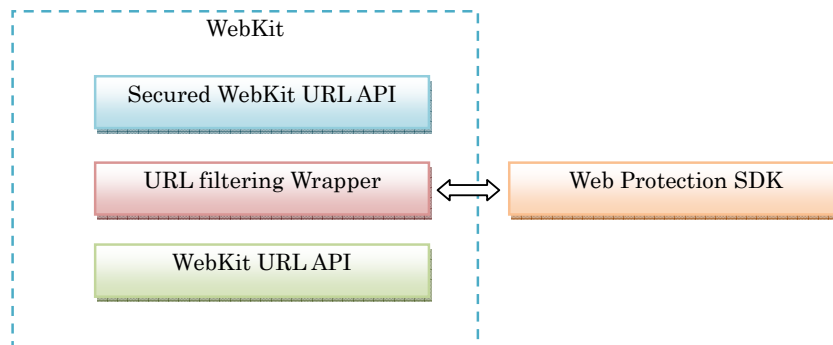 WebKit
Secured WebKit URL API
URL filtering Wrapper
Web Protection SDK
WebKit URL API